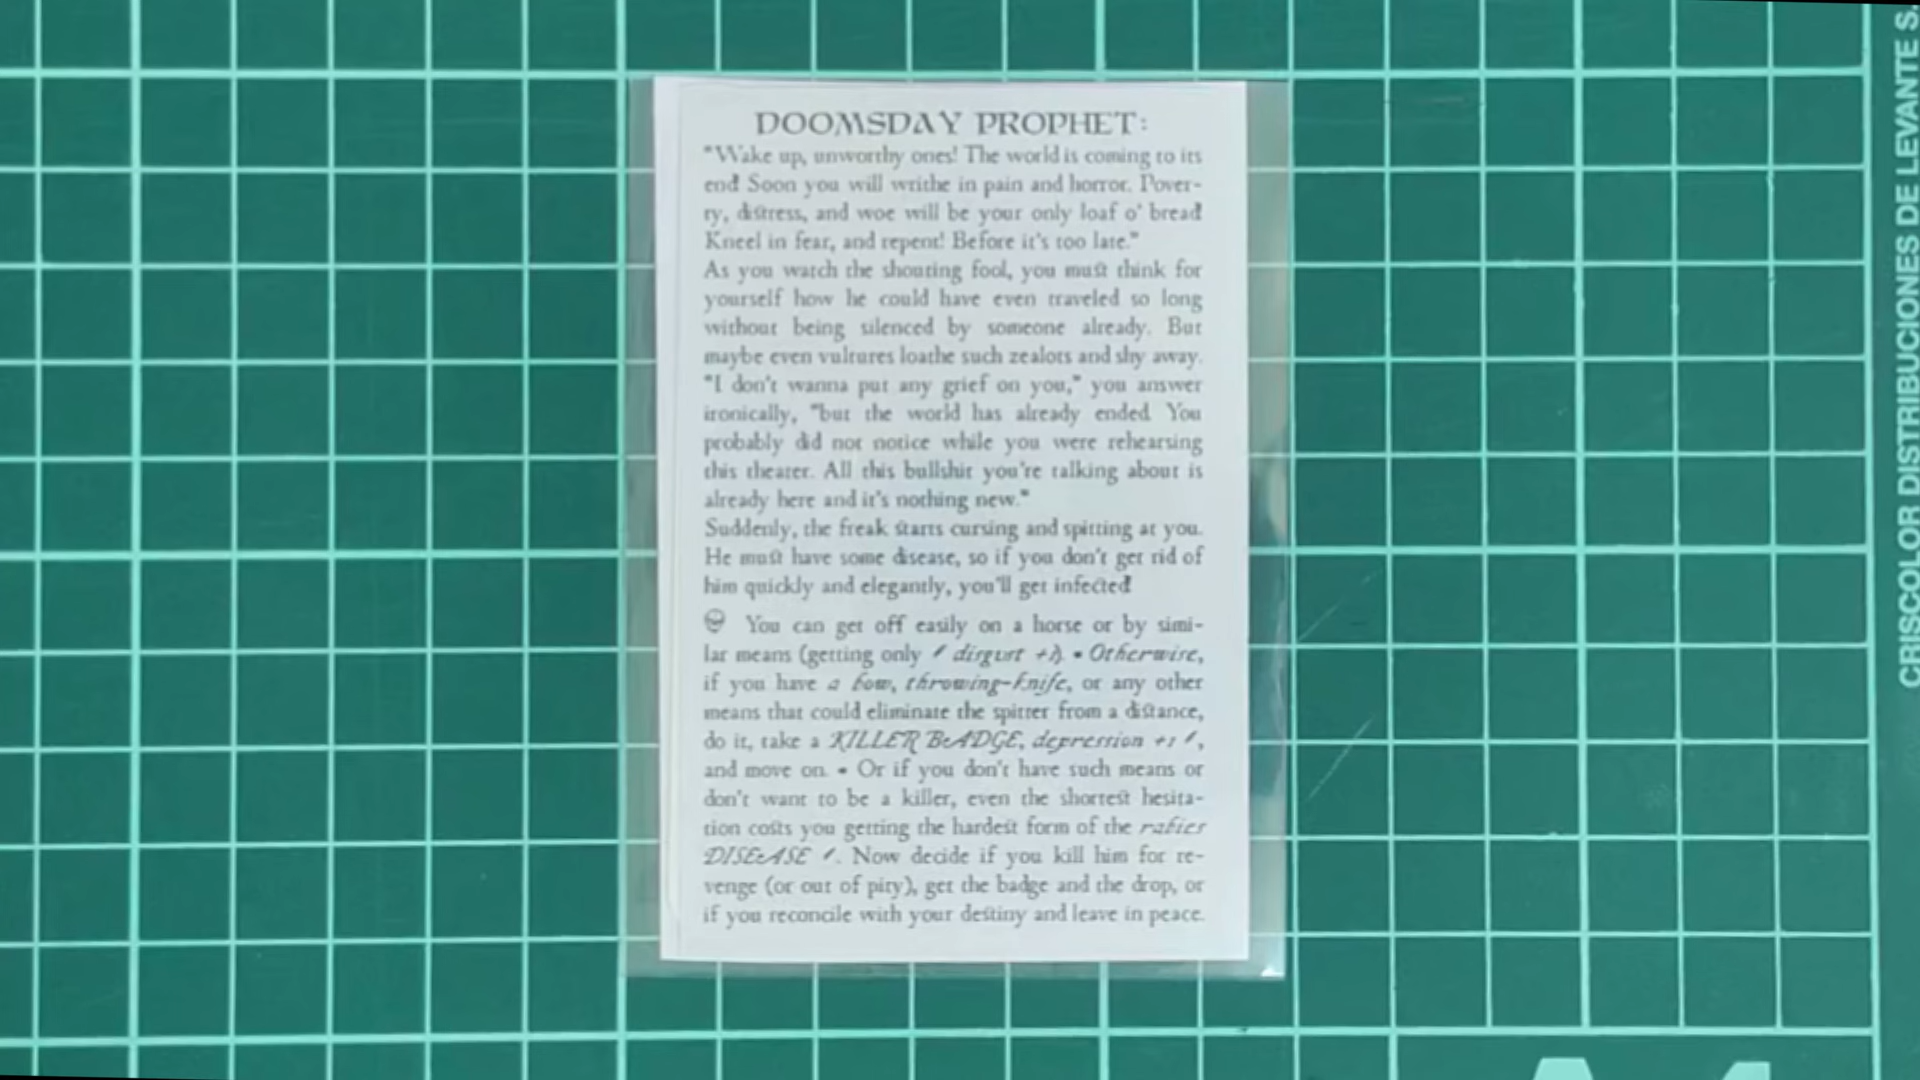 DOOMSDAY PROPHET:
"Wake up, unworthy ones! The world is coming to its
end. Soon you will writhe in pain and horror. Pover-
ty, distress, and woe will be your only loaf o' bread.
Kneel in fear, and repent! Before it's too late."
As you watch the shouting fool, you must think for
yourself how he could have even traveled so long
without being silenced by someone already. But
maybe even vultures loathe such zealots and shy away.
"I don't wanna put any grief on you," you answer
ironically, "but the world has already ended. You
probably did not notice while you were rehearsing
this theater. All this bullshit you're talking about is
already here and it's nothing new."
Suddenly, the freak starts cursing and spitting at you.
He must have some disease, so if you don't get rid of
him quickly and elegantly, you'll get infected.
You can get off easily on a horse or by simi-
lar means (getting only disgust +1). • Otherwise,
if you have a bow, throwing-knife, or any other
means that could eliminate the spitter from a distance,
do it, take a KILLER BADGE, depression +1,
and move on. • Or if you don't have such means or
don't want to be a killer, even the shortest hesita-
tion costs you getting the hardest form of the rabies
DISEASE. Now decide if you kill him for re-
venge (or out of pity), get the badge and the drop, or
if you reconcile with your destiny and leave in peace.
CRISCOLOR DISTRIBUCIONES DE LEVANTE S.